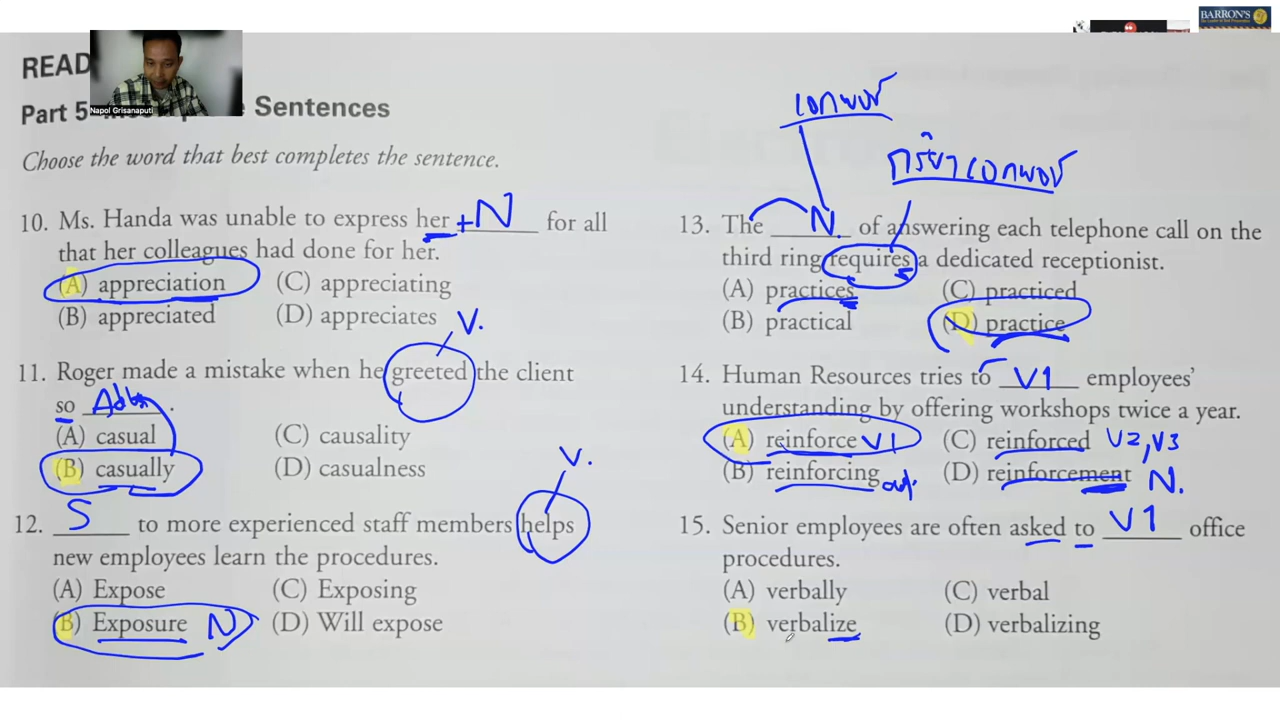 BARRON'S
READ
Napol Grisanaputi
Part 5
Sentences
Choose the word that best completes the sentence.
10. Ms. Handa was unable to express her +N for all
that her colleagues had done for her.
(A) appreciation (C) appreciating
(B) appreciated (D) appreciates
V.
11. Roger made a mistake when he greeted the client
so Adv .
(A) casual (C) causality
(B) casually (D) casualness
V.
12. S to more experienced staff members helps
new employees learn the procedures.
(A) Expose (C) Exposing
(B) Exposure N (D) Will expose
เอกพจน์
กริยาเอกพจน์
13. The N. of answering each telephone call on the
third ring requires a dedicated receptionist.
(A) practices (C) practiced
(B) practical (D) practice
14. Human Resources tries to V1 employees'
understanding by offering workshops twice a year.
(A) reinforce V1 (C) reinforced V2, V3
(B) reinforcing adj. (D) reinforcement N.
15. Senior employees are often asked to V1 office
procedures.
(A) verbally (C) verbal
(B) verbalize (D) verbalizing